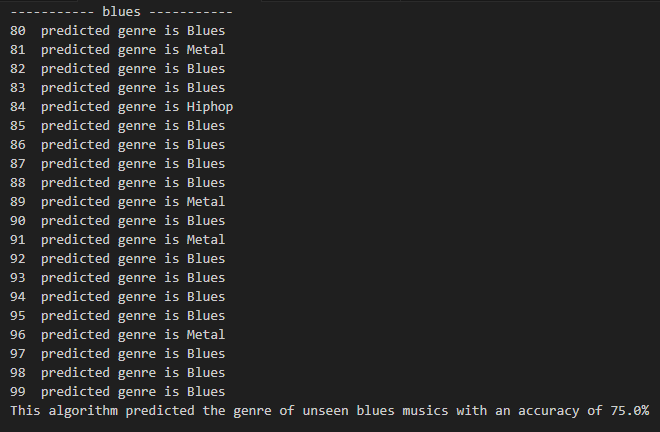 ----------- blues -----------
80  predicted genre is Blues
81  predicted genre is Metal
82  predicted genre is Blues
83  predicted genre is Blues
84  predicted genre is Hiphop
85  predicted genre is Blues
86  predicted genre is Blues
87  predicted genre is Blues
88  predicted genre is Blues
89  predicted genre is Metal
90  predicted genre is Blues
91  predicted genre is Metal
92  predicted genre is Blues
93  predicted genre is Blues
94  predicted genre is Blues
95  predicted genre is Blues
96  predicted genre is Metal
97  predicted genre is Blues
98  predicted genre is Blues
99  predicted genre is Blues
This algorithm predicted the genre of unseen blues musics with an accuracy of 75.0%